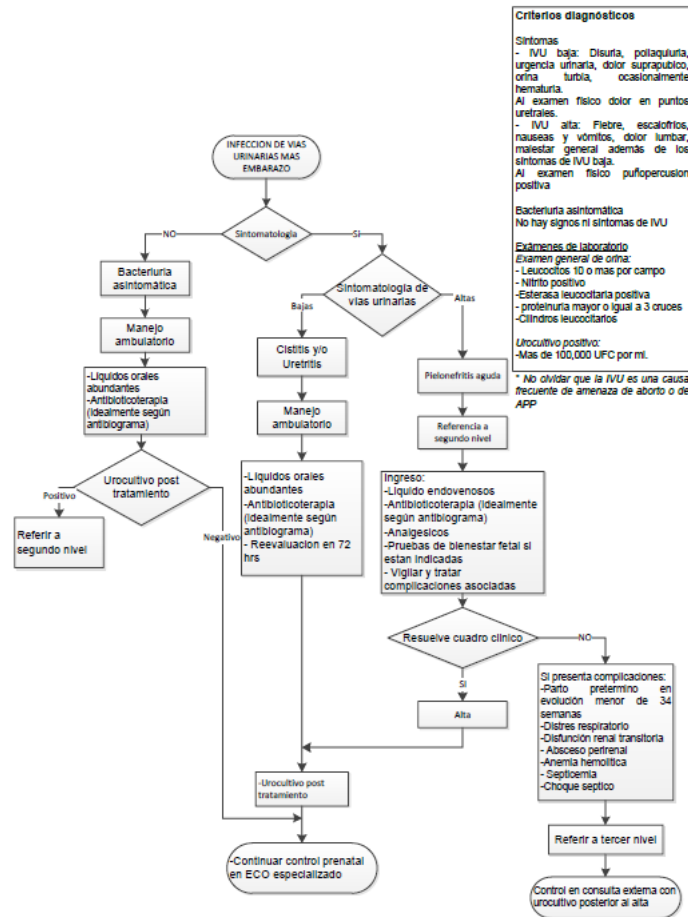 INFECCION DE VIAS
URINARIAS MAS
EMBARAZO
Sintomatologia
NO
SI
Bacteriuria
asintomática
Manejo
ambulatorio
-Liquidos orales
abundantes
-Antibioticoterapia
(idealmente según
antibiograma)
Urocultivo post
tratamiento
Positivo
Negativo
Referir a
segundo nivel
Sintomatologia de
vias urinarias
Bajas
Altas
Cistitis y/o
Uretritis
Manejo
ambulatorio
-Liquidos orales
abundantes
-Antibioticoterapia
(idealmente según
antibiograma)
- Reevaluacion en 72
hrs
Pielonefritis aguda
Referencia a
segundo nivel
Ingreso:
-Liquido endovenosos
-Antibioticoterapia (idealmente
según antibiograma)
-Analgesicos
-Pruebas de bienestar fetal si
estan indicadas
- Vigilar y tratar
complicaciones asociadas
Resuelve cuadro clinico
SI
NO
Alta
Si presenta complicaciones:
-Parto pretermino en
evolución menor de 34
semanas
-Distres respiratorio
-Disfunción renal transitoria
- Absceso perirenal
-Anemia hemolitica
- Septicemia
-Choque septico
Referir a tercer nivel
Control en consulta externa con
urocultivo posterior al alta
-Urocultivo post
tratamiento
-Continuar control prenatal
en ECO especializado
Criterios diagnósticos
Síntomas
- IVU baja: Disuria, poliaquiuria,
urgencia urinaria, dolor suprapubico,
orina turbia, ocasionalmente
hematuria.
Al examen fisico dolor en puntos
uretrales.
- IVU alta: Fiebre, escalofríos,
nauseas y vómitos, dolor lumbar,
malestar general además de los
síntomas de IVU baja.
Al examen fisico puñopercusion
positiva
Bacteriuria asintomática
No hay signos ni síntomas de IVU
Exámenes de laboratorio
Examen general de orina:
- Leucocitos 10 o mas por campo
- Nitrito positivo
-Esterasa leucocitaria positiva
- proteinuria mayor o igual a 3 cruces
-Cilindros leucocitarios
Urocultivo positivo:
-Mas de 100,000 UFC por ml.
* No olvidar que la IVU es una causa
frecuente de amenaza de aborto o de
APP